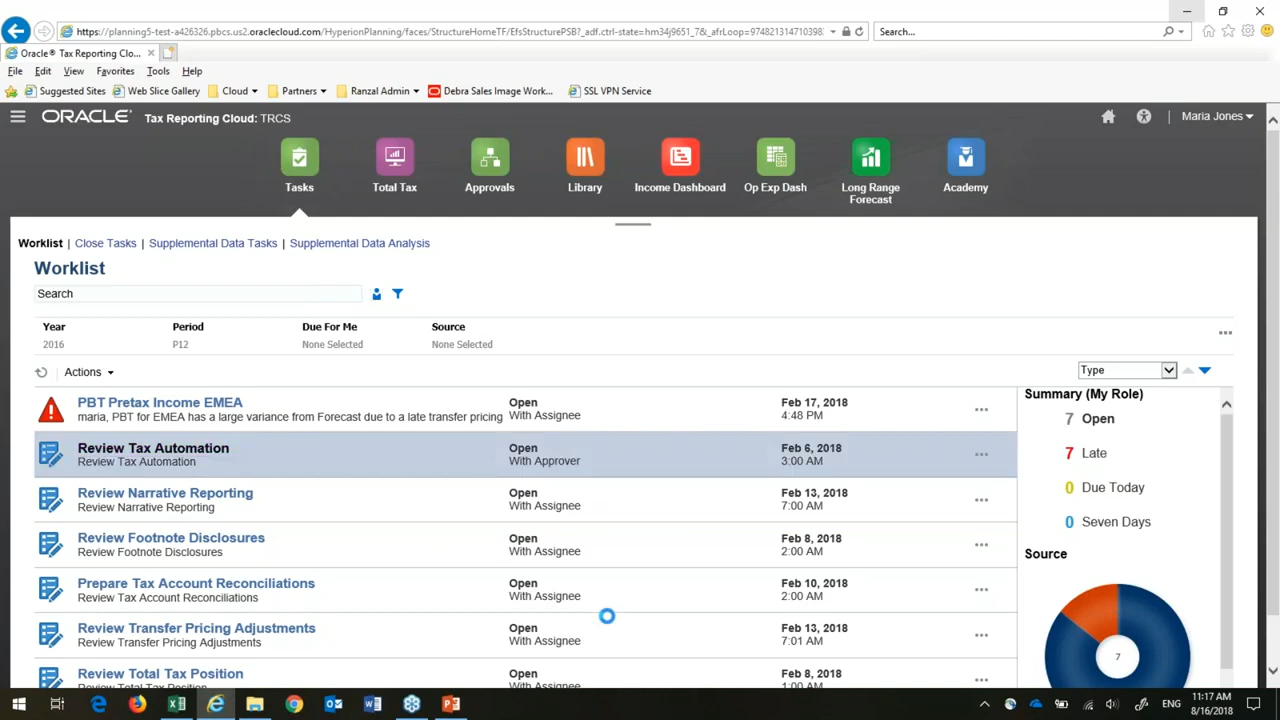 https://planning5-test-a426326.pbcs.us2.oraclecloud.com/HyperionPlanning/faces/StructureHomeTF/EfsStructurePSB?_adf.ctrl-state=hm34j9651_7&_afrLoop=97482131471039
Search...
Oracle® Tax Reporting Clo...
File Edit View Favorites Tools Help
Suggested Sites Web Slice Gallery Cloud Partners Ranzal Admin Debra Sales Image Wok... SSL VPN Service
ORACLE® Tax Reporting Cloud: TRCS
Maria Jones
Tasks Total Tax Approvals Library Income Dashboard Op Exp Dash Long Range Forecast Academy
Worklist | Close Tasks | Supplemental Data Tasks | Supplemental Data Analysis
Worklist
Search
Year Period Due For Me Source
2016 P12 None Selected None Selected
Actions
Type
PBT Pretax Income EMEA Open Feb 17, 2018
maria, PBT for EMEA has a large variance from Forecast due to a late transfer pricing With Assignee 4:48 PM
Review Tax Automation Open Feb 6, 2018
Review Tax Automation With Approver 3:00 AM
Review Narrative Reporting Open Feb 13, 2018
Review Narrative Reporting With Assignee 7:00 AM
Review Footnote Disclosures Open Feb 8, 2018
Review Footnote Disclosures With Assignee 2:00 AM
Prepare Tax Account Reconciliations Open Feb 10, 2018
Review Tax Account Reconciliations With Assignee 2:00 AM
Review Transfer Pricing Adjustments Open Feb 13, 2018
Review Transfer Pricing Adjustments With Assignee 7:01 AM
Review Total Tax Position Open Feb 8, 2018
Review Total Tax Position With Assignee 1:00 AM
Summary (My Role)
7 Open
7 Late
0 Due Today
0 Seven Days
Source
7
ENG
11:17 AM
8/16/2018